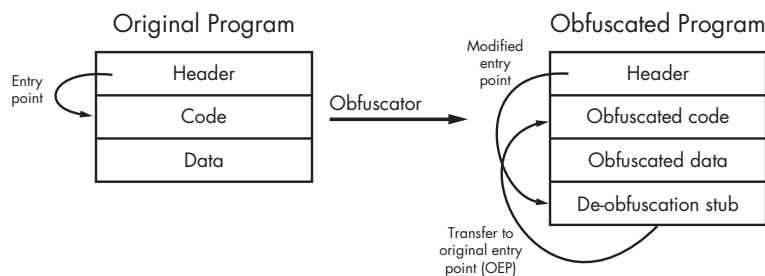 Original Program
Entry
point
Header
Code
Data
Obfuscator
Obfuscated Program
Modified
entry
point
Header
Obfuscated code
Obfuscated data
De-obfuscation stub
Transfer to
original entry
point (OEP)